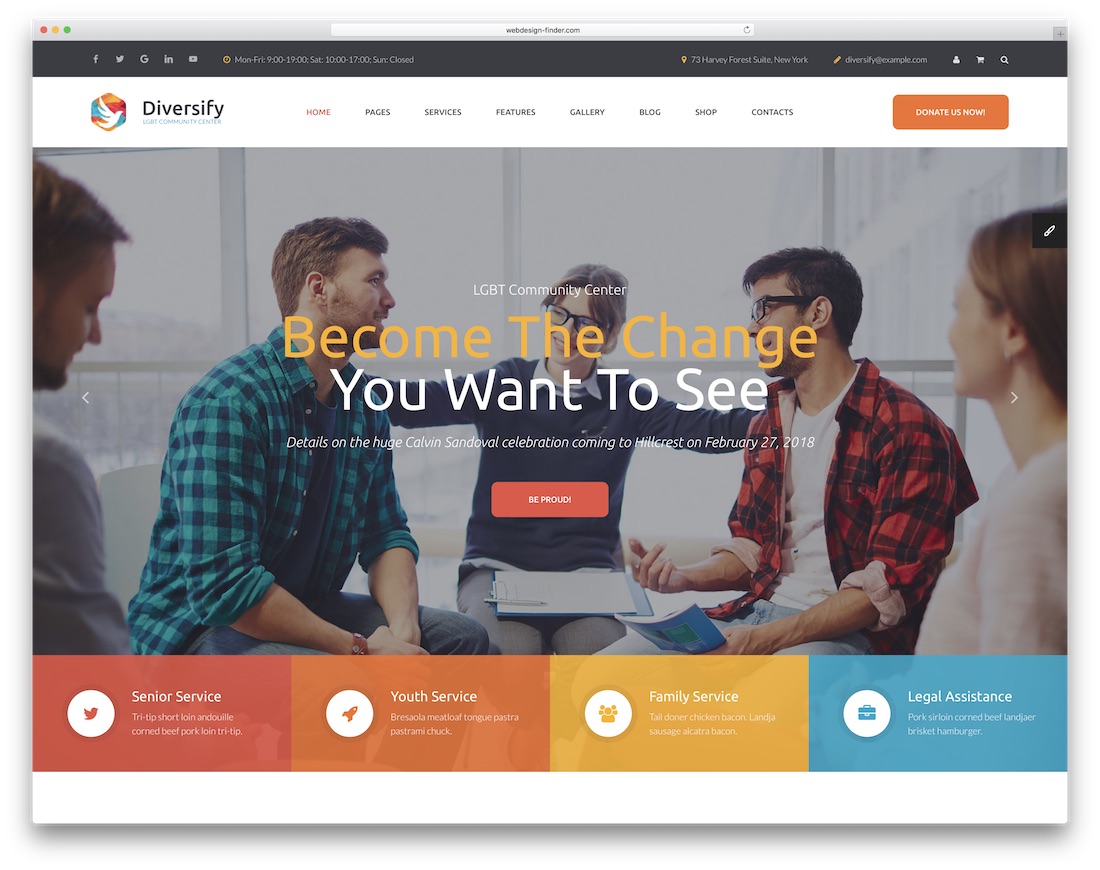 webdesign-finder.com
Mon-Fri: 9:00-19:00; Sat: 10:00-17:00; Sun: Closed
73 Harvey Forest Suite, New York
diversify@example.com
Diversify
LGBT COMMUNITY CENTER
HOME PAGES SERVICES FEATURES GALLERY BLOG SHOP CONTACTS
DONATE US NOW!
LGBT Community Center
Become The Change
You Want To See
Details on the huge Calvin Sandoval celebration coming to Hillcrest on February 27, 2018
BE PROUD!
Senior Service
Tri-tip short loin andouille
corned beef pork loin tri-tip.
Youth Service
Bresaola meatloaf tongue pastra
pastrami chuck.
Family Service
Tail doner chicken bacon. Landja
sausage alcatra bacon.
Legal Assistance
Pork sirloin corned beef landjaer
brisket hamburger.